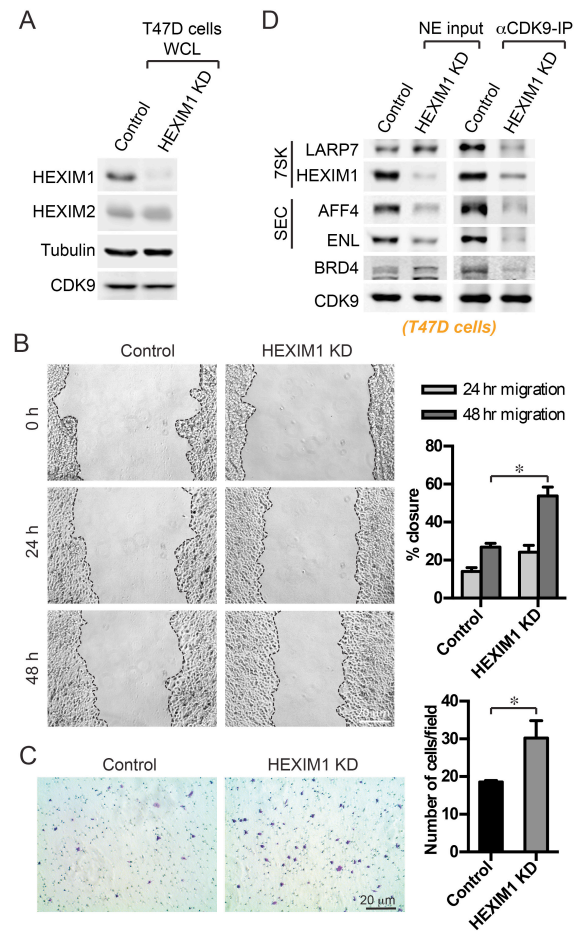 A
T47D cells
WCL
Control
HEXIM1 KD
HEXIM1
HEXIM2
Tubulin
CDK9
D
NE input
αCDK9-IP
Control
HEXIM1 KD
Control
HEXIM1 KD
7SK
LARP7
HEXIM1
SEC
AFF4
ENL
BRD4
CDK9
(T47D cells)
B
Control
HEXIM1 KD
0 h
24 h
48 h
24 hr migration
48 hr migration
% closure
80
60
40
20
0
*
Control
HEXIM1 KD
C
Control
HEXIM1 KD
20 μm
Number of cells/field
40
30
20
10
0
*
Control
HEXIM1 KD